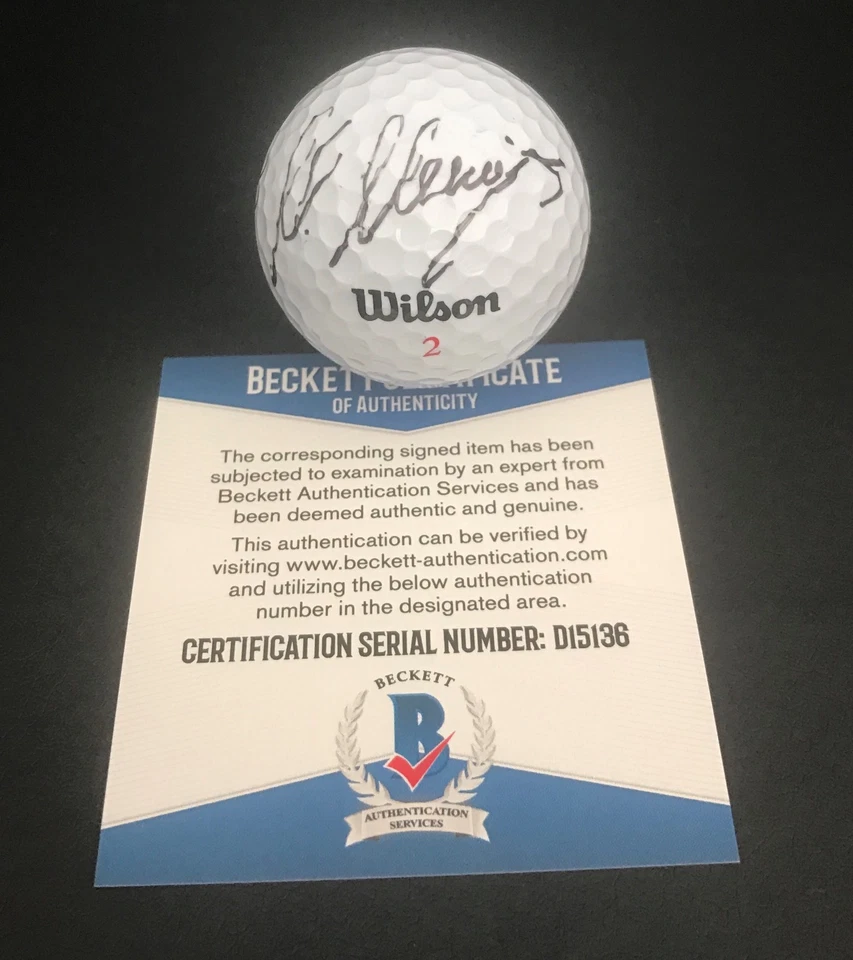 Wilson
2
BECKETT CERTIFICATE
OF AUTHENTICITY
The corresponding signed item has been
subjected to examination by an expert from
Beckett Authentication Services and has
been deemed authentic and genuine.
This authentication can be verified by
visiting www.beckett-authentication.com
and utilizing the below authentication
number in the designated area.
CERTIFICATION SERIAL NUMBER: D15136
BECKETT
B
AUTHENTICATION
SERVICES